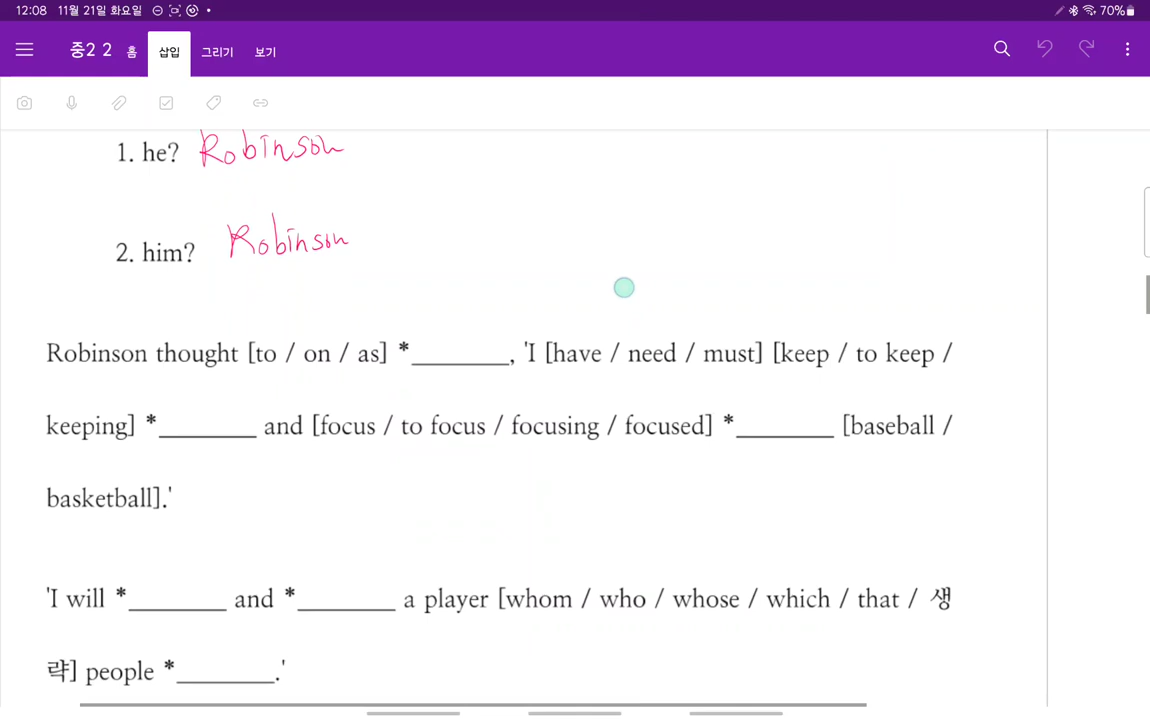 12:08 11월 21일 화요일 70%
중2 2 홈 삽입 그리기 보기
1. he? Robinson
2. him? Robinson
Robinson thought [to / on / as] *________, 'I [have / need / must] [keep / to keep /
keeping] *________ and [focus / to focus / focusing / focused] *________ [baseball /
basketball].'
'I will *________ and *________ a player [whom / who / whose / which / that / 생
략] people *________.'